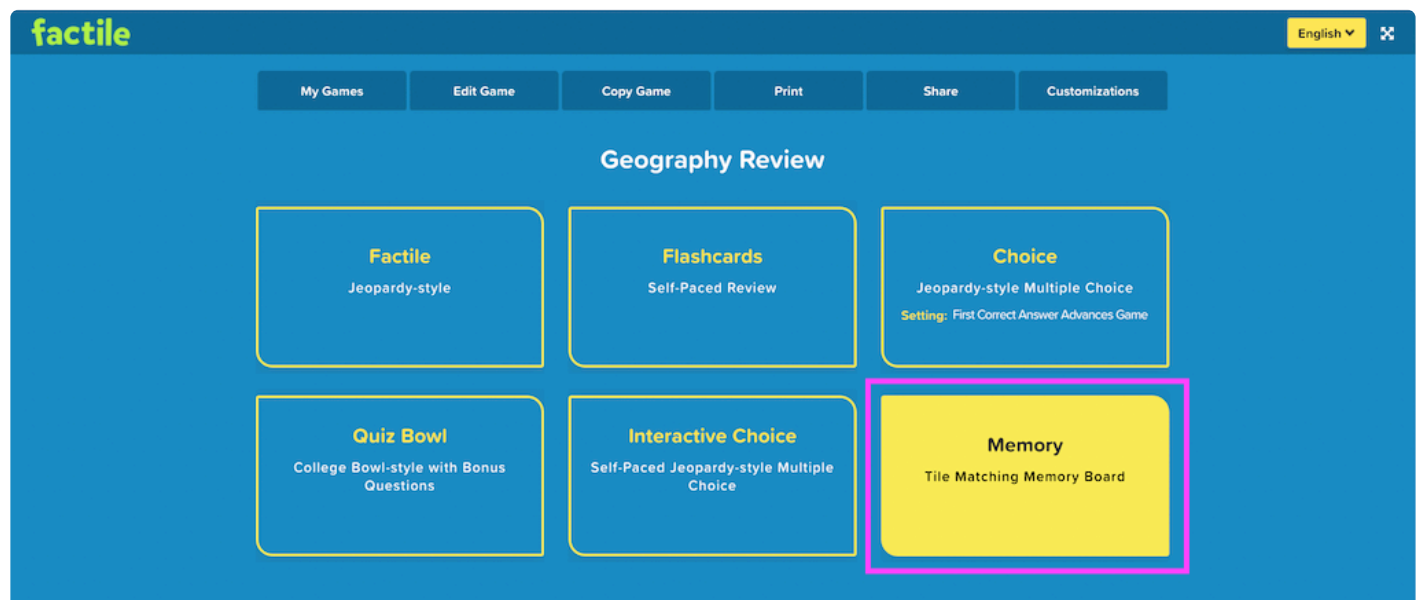 factile
English
My Games
Edit Game
Copy Game
Print
Share
Customizations
Geography Review
Factile
Jeopardy-style
Flashcards
Self-Paced Review
Choice
Jeopardy-style Multiple Choice
Setting: First Correct Answer Advances Game
Quiz Bowl
College Bowl-style with Bonus
Questions
Interactive Choice
Self-Paced Jeopardy-style Multiple
Choice
Memory
Tile Matching Memory Board